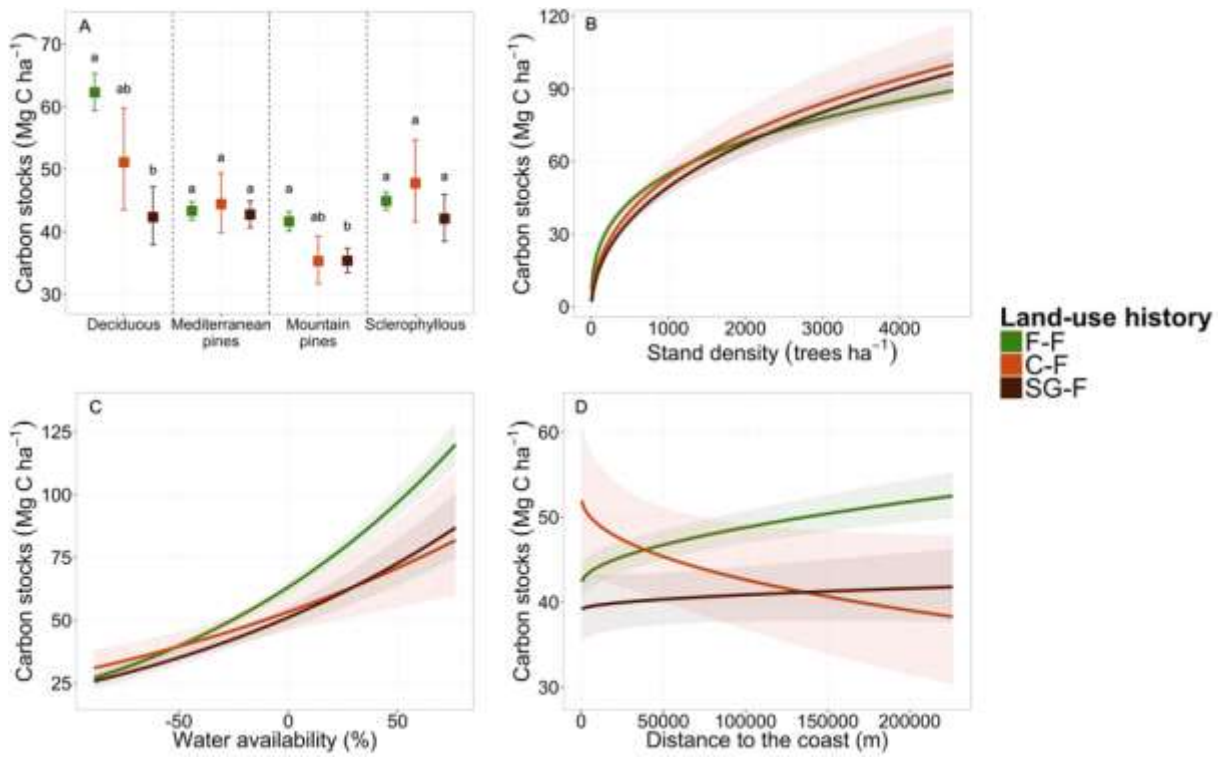 A
Carbon stocks (Mg C ha⁻¹)
70
60
50
40
30
a
ab
b
a
a
a
a
ab
b
a
a
a
Deciduous
Mediterranean
pines
Mountain
pines
Sclerophyllous
B
Carbon stocks (Mg C ha⁻¹)
120
90
60
30
0
0 1000 2000 3000 4000
Stand density (trees ha⁻¹)
Land-use history
F-F
C-F
SG-F
C
Carbon stocks (Mg C ha⁻¹)
125
100
75
50
25
-50 0 50
Water availability (%)
D
Carbon stocks (Mg C ha⁻¹)
60
50
40
30
0 50000 100000 150000 200000
Distance to the coast (m)